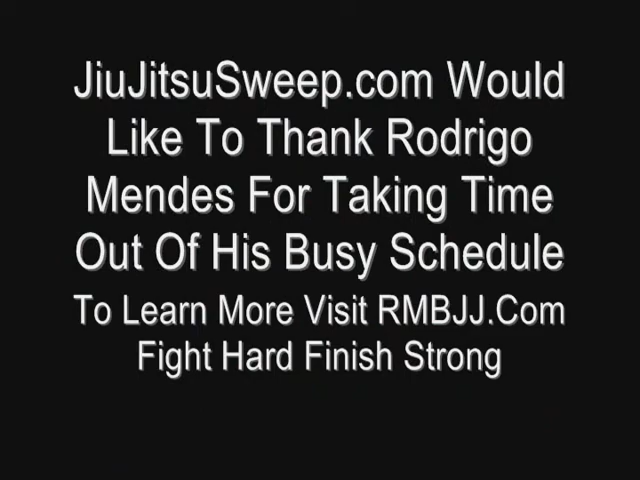 JiuJitsuSweep.com Would
Like To Thank Rodrigo
Mendes For Taking Time
Out Of His Busy Schedule
To Learn More Visit RMBJJ.Com
Fight Hard Finish Strong